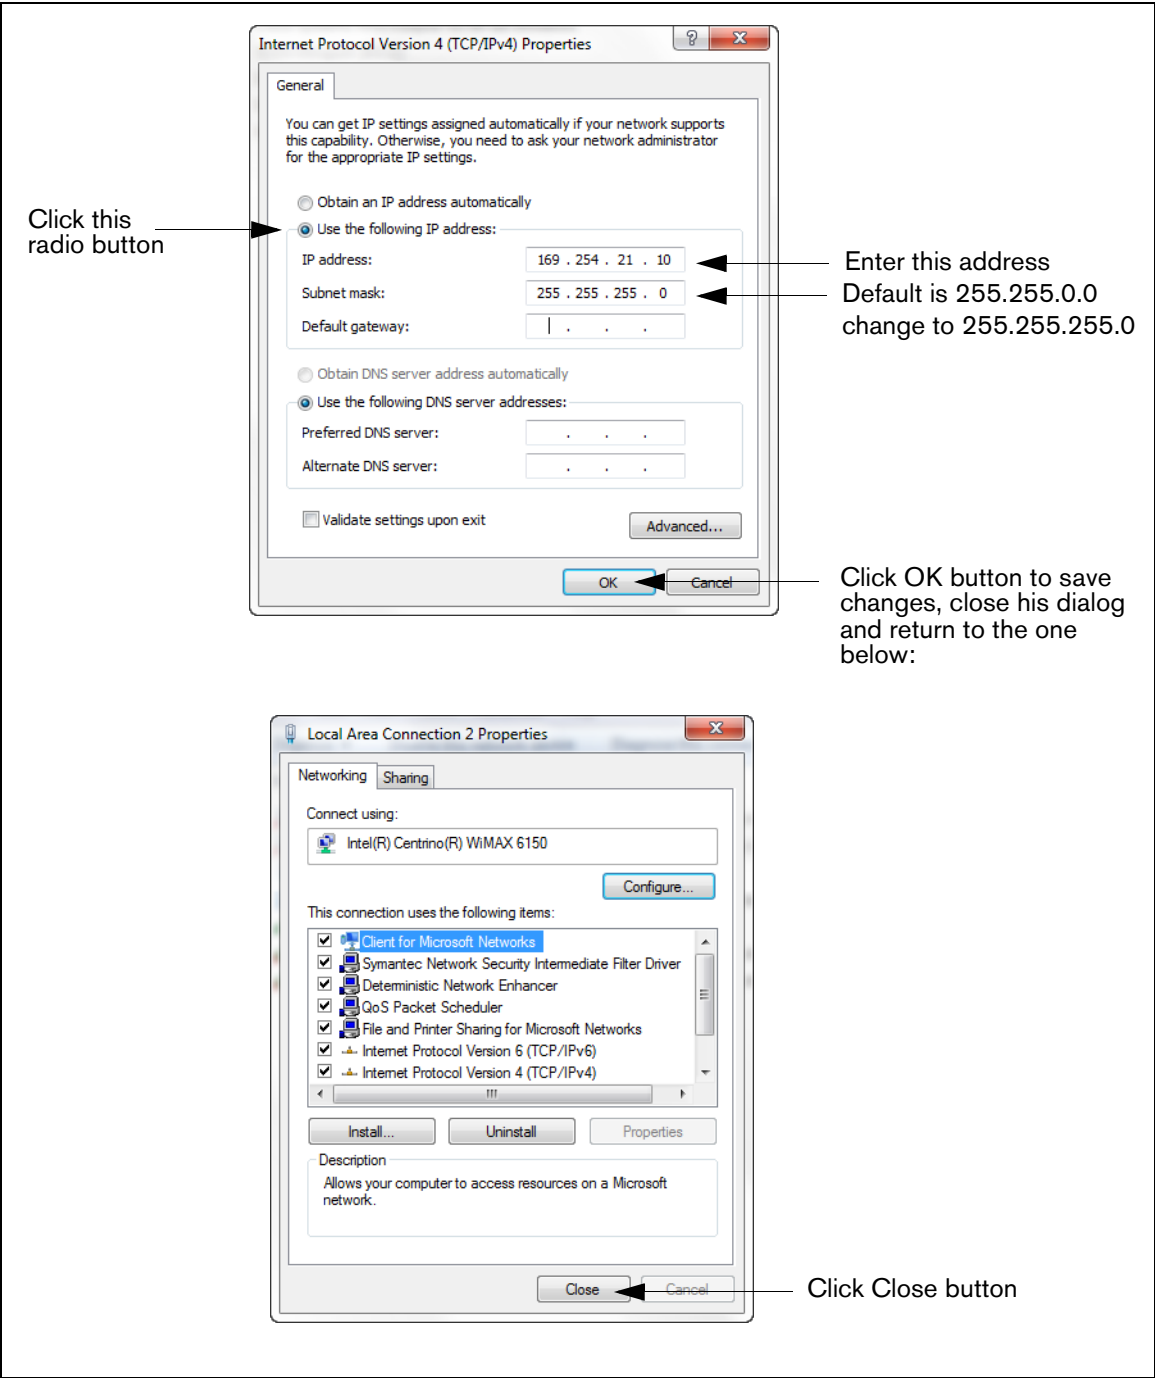 Internet Protocol Version 4 (TCP/IPv4) Properties
General
You can get IP settings assigned automatically if your network supports
this capability. Otherwise, you need to ask your network administrator
for the appropriate IP settings.
Obtain an IP address automatically
Click this
radio button
Use the following IP address:
IP address: 169 . 254 . 21 . 10
Enter this address
Subnet mask: 255 . 255 . 255 . 0
Default is 255.255.0.0
change to 255.255.255.0
Default gateway: . . .
Obtain DNS server address automatically
Use the following DNS server addresses:
Preferred DNS server: . . .
Alternate DNS server: . . .
Validate settings upon exit
Advanced...
OK
Cancel
Click OK button to save
changes, close his dialog
and return to the one
below:
Local Area Connection 2 Properties
Networking
Sharing
Connect using:
Intel(R) Centrino(R) WiMAX 6150
Configure...
This connection uses the following items:
Client for Microsoft Networks
Symantec Network Security Intermediate Filter Driver
Deterministic Network Enhancer
QoS Packet Scheduler
File and Printer Sharing for Microsoft Networks
Internet Protocol Version 6 (TCP/IPv6)
Internet Protocol Version 4 (TCP/IPv4)
Install...
Uninstall
Properties
Description
Allows your computer to access resources on a Microsoft
network.
Close
Cancel
Click Close button